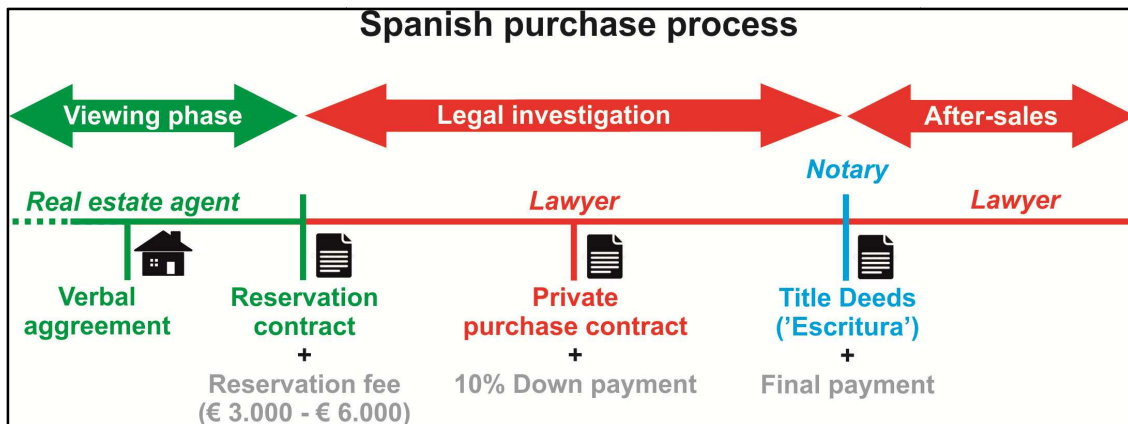 Spanish purchase process
Viewing phase
Legal investigation
After-sales
Notary
Real estate agent
Lawyer
Lawyer
Verbal
aggreement
Reservation
contract
+
Reservation fee
(€ 3.000 - € 6.000)
Private
purchase contract
+
10% Down payment
Title Deeds
('Escritura')
+
Final payment